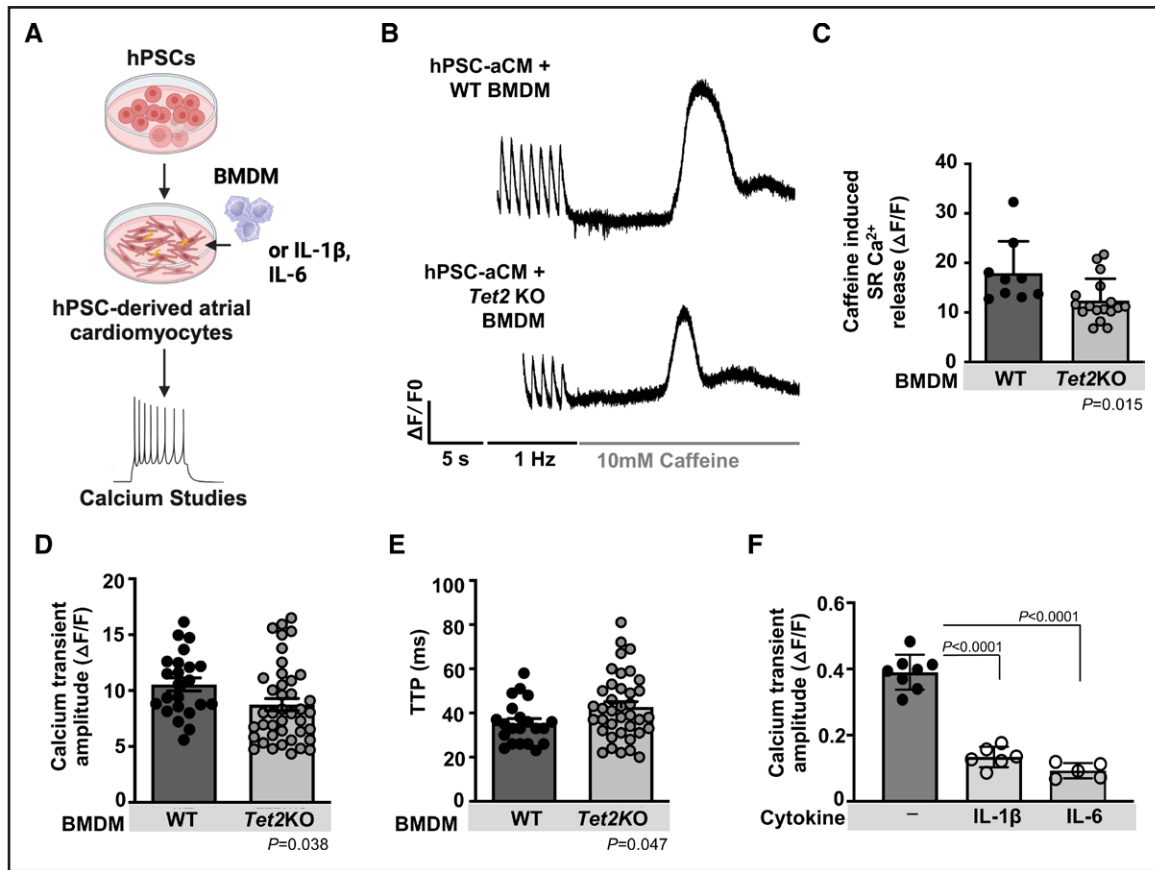 A
hPSCs
BMDM
or IL-1β,
IL-6
hPSC-derived atrial
cardiomyocytes
Calcium Studies
B
hPSC-aCM +
WT BMDM
hPSC-aCM +
Tet2 KO
BMDM
ΔF/ F0
5 s
1 Hz
10mM Caffeine
C
Caffeine induced
SR Ca²⁺
release (ΔF/F)
40
30
20
10
0
BMDM
WT
Tet2KO
P=0.015
D
Calcium transient
amplitude (ΔF/F)
20
15
10
5
0
BMDM
WT
Tet2KO
P=0.038
E
TTP (ms)
100
80
60
40
20
0
BMDM
WT
Tet2KO
P=0.047
F
Calcium transient
amplitude (ΔF/F)
0.6
0.4
0.2
0
P<0.0001
P<0.0001
Cytokine
–
IL-1β
IL-6